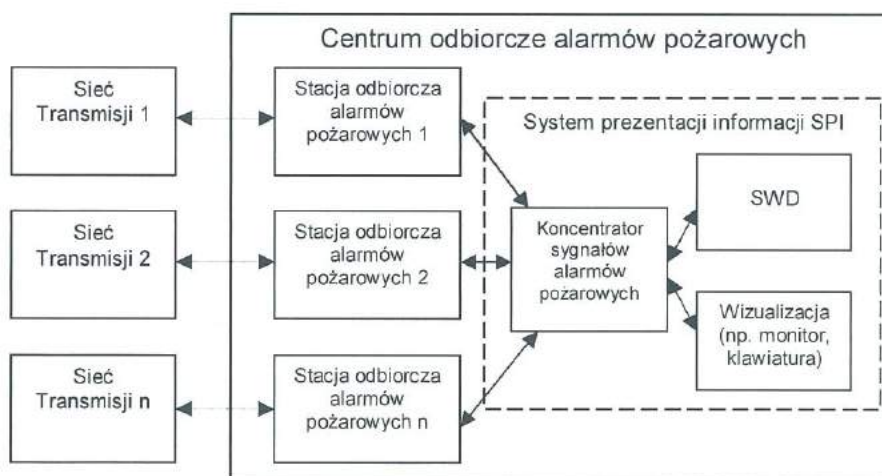 Centrum odbiorcze alarmów pożarowych
Sieć
Transmisji 1
Stacja odbiorcza
alarmów
pożarowych 1
System prezentacji informacji SPI
SWD
Sieć
Transmisji 2
Stacja odbiorcza
alarmów
pożarowych 2
Koncentrator
sygnałów
alarmów
pożarowych
Wizualizacja
(np. monitor,
klawiatura)
Sieć
Transmisji n
Stacja odbiorcza
alarmów
pożarowych n